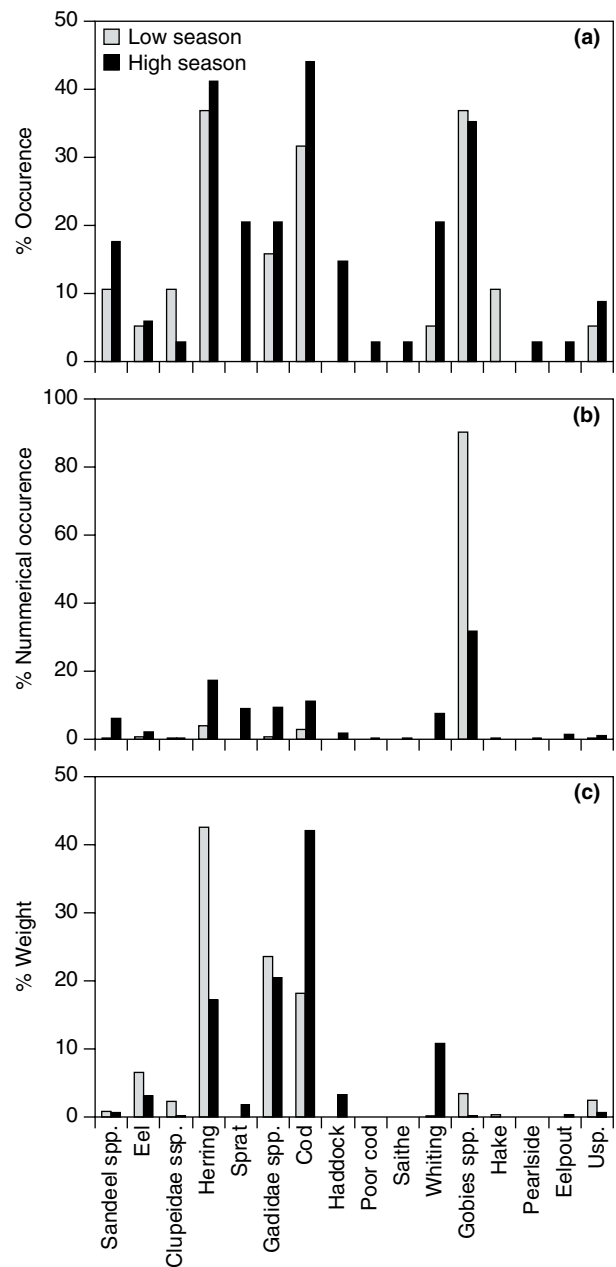 50
Low season
(a)
High season
40
30
20
10
0
% Occurence
100
(b)
80
60
40
20
0
% Nummerical occurence
50
(c)
40
30
20
10
0
% Weight
Sandeel spp.
Eel
Clupeidae ssp.
Herring
Sprat
Gadidae spp.
Cod
Haddock
Poor cod
Saithe
Whiting
Gobies spp.
Hake
Pearlside
Eelpout
Usp.